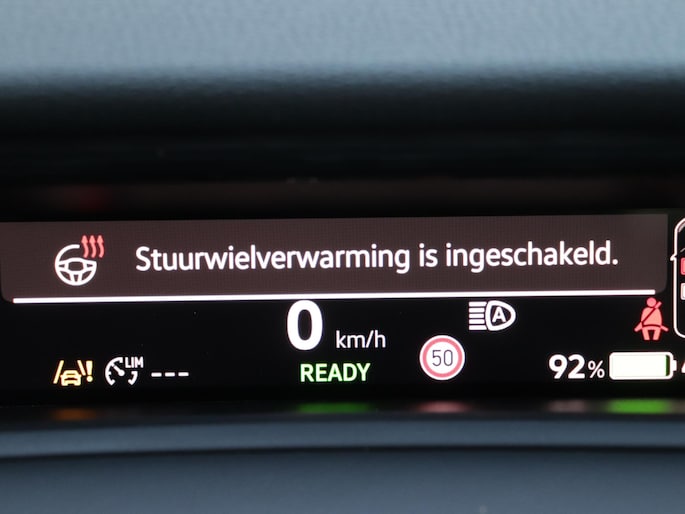 Stuurwielverwarming is ingeschakeld.
0 km/h
A
LIM
---
READY
50
92%